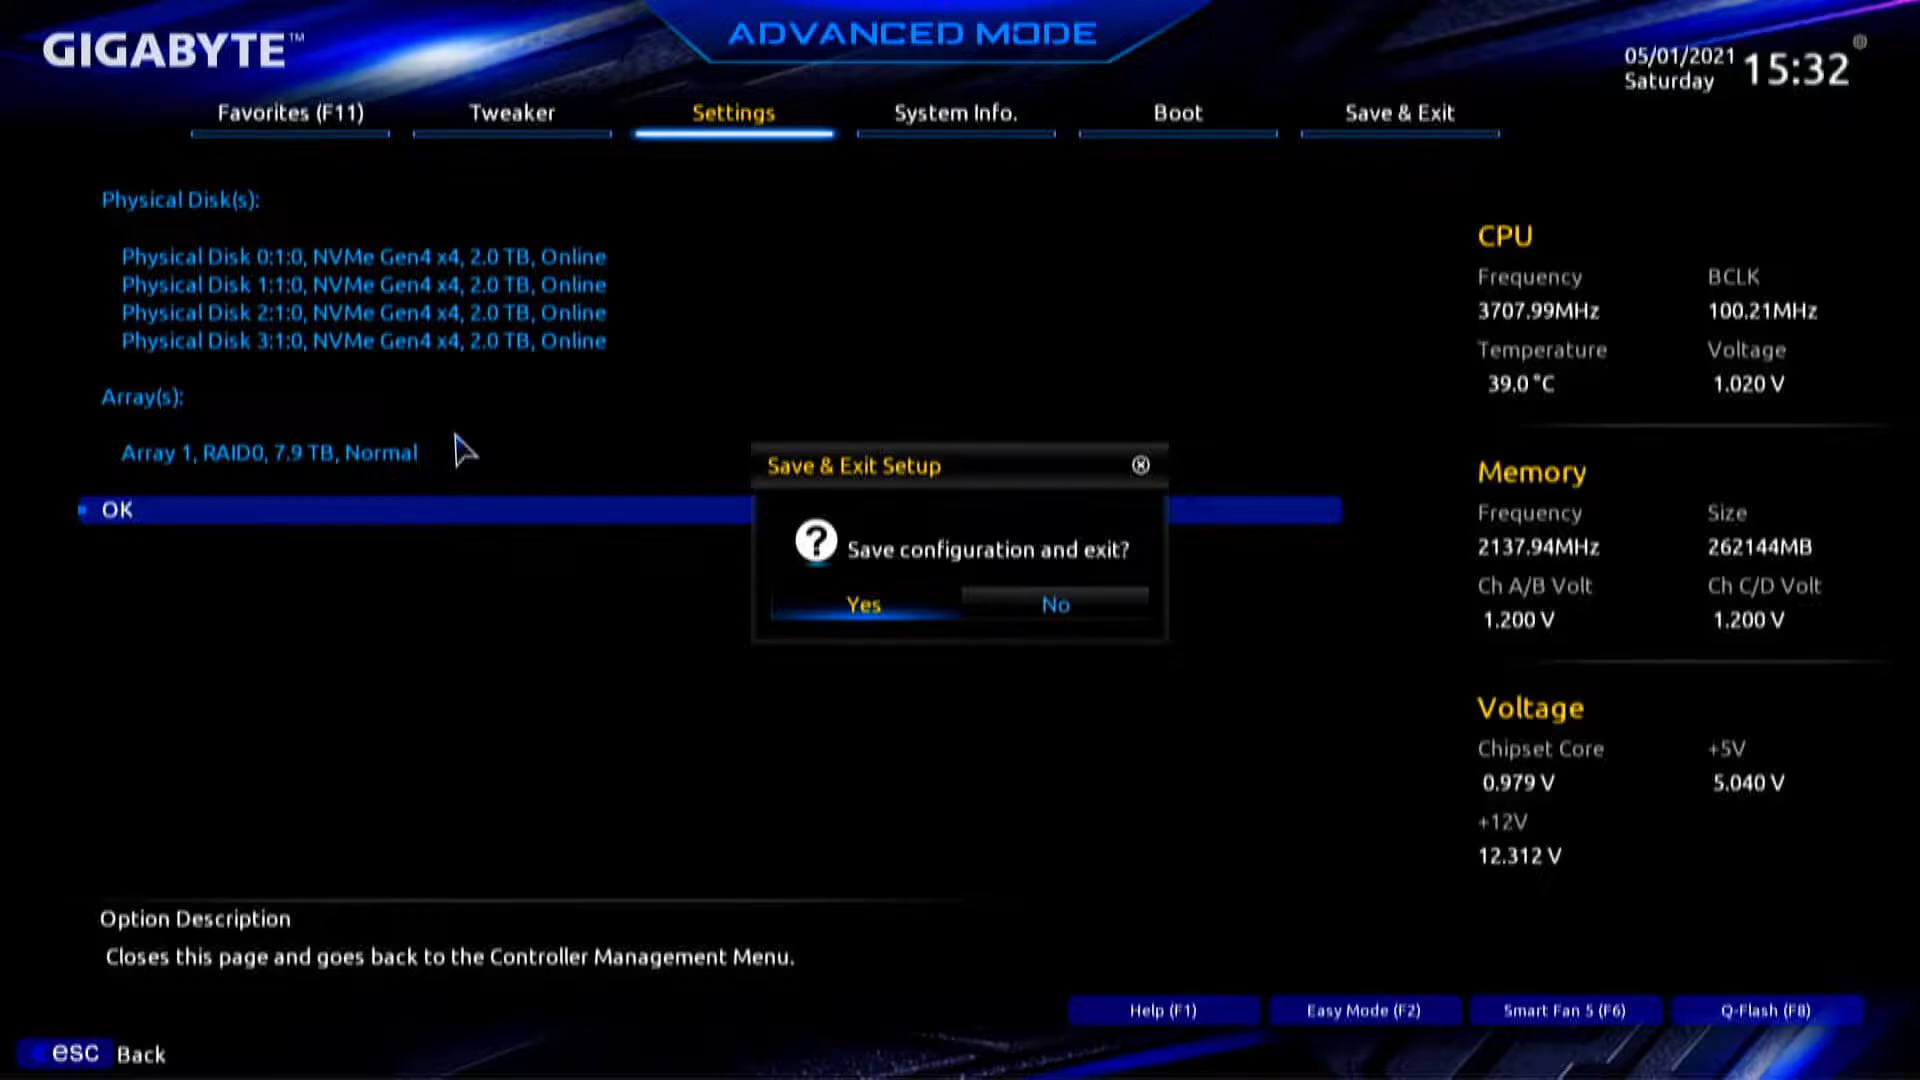 GIGABYTE™
ADVANCED MODE
05/01/2021
Saturday
15:32
Favorites (F11)
Tweaker
Settings
System Info.
Boot
Save & Exit
Physical Disk(s):
Physical Disk 0:1:0, NVMe Gen4 x4, 2.0 TB, Online
Physical Disk 1:1:0, NVMe Gen4 x4, 2.0 TB, Online
Physical Disk 2:1:0, NVMe Gen4 x4, 2.0 TB, Online
Physical Disk 3:1:0, NVMe Gen4 x4, 2.0 TB, Online
Array(s):
Array 1, RAID0, 7.9 TB, Normal
OK
Save & Exit Setup
Save configuration and exit?
Yes
No
CPU
Frequency BCLK
3707.99MHz 100.21MHz
Temperature Voltage
39.0 °C 1.020 V
Memory
Frequency Size
2137.94MHz 262144MB
Ch A/B Volt Ch C/D Volt
1.200 V 1.200 V
Voltage
Chipset Core +5V
0.979 V 5.040 V
+12V
12.312 V
Option Description
Closes this page and goes back to the Controller Management Menu.
Help (F1)
Easy Mode (F2)
Smart Fan 5 (F6)
Q-Flash (F8)
esc Back